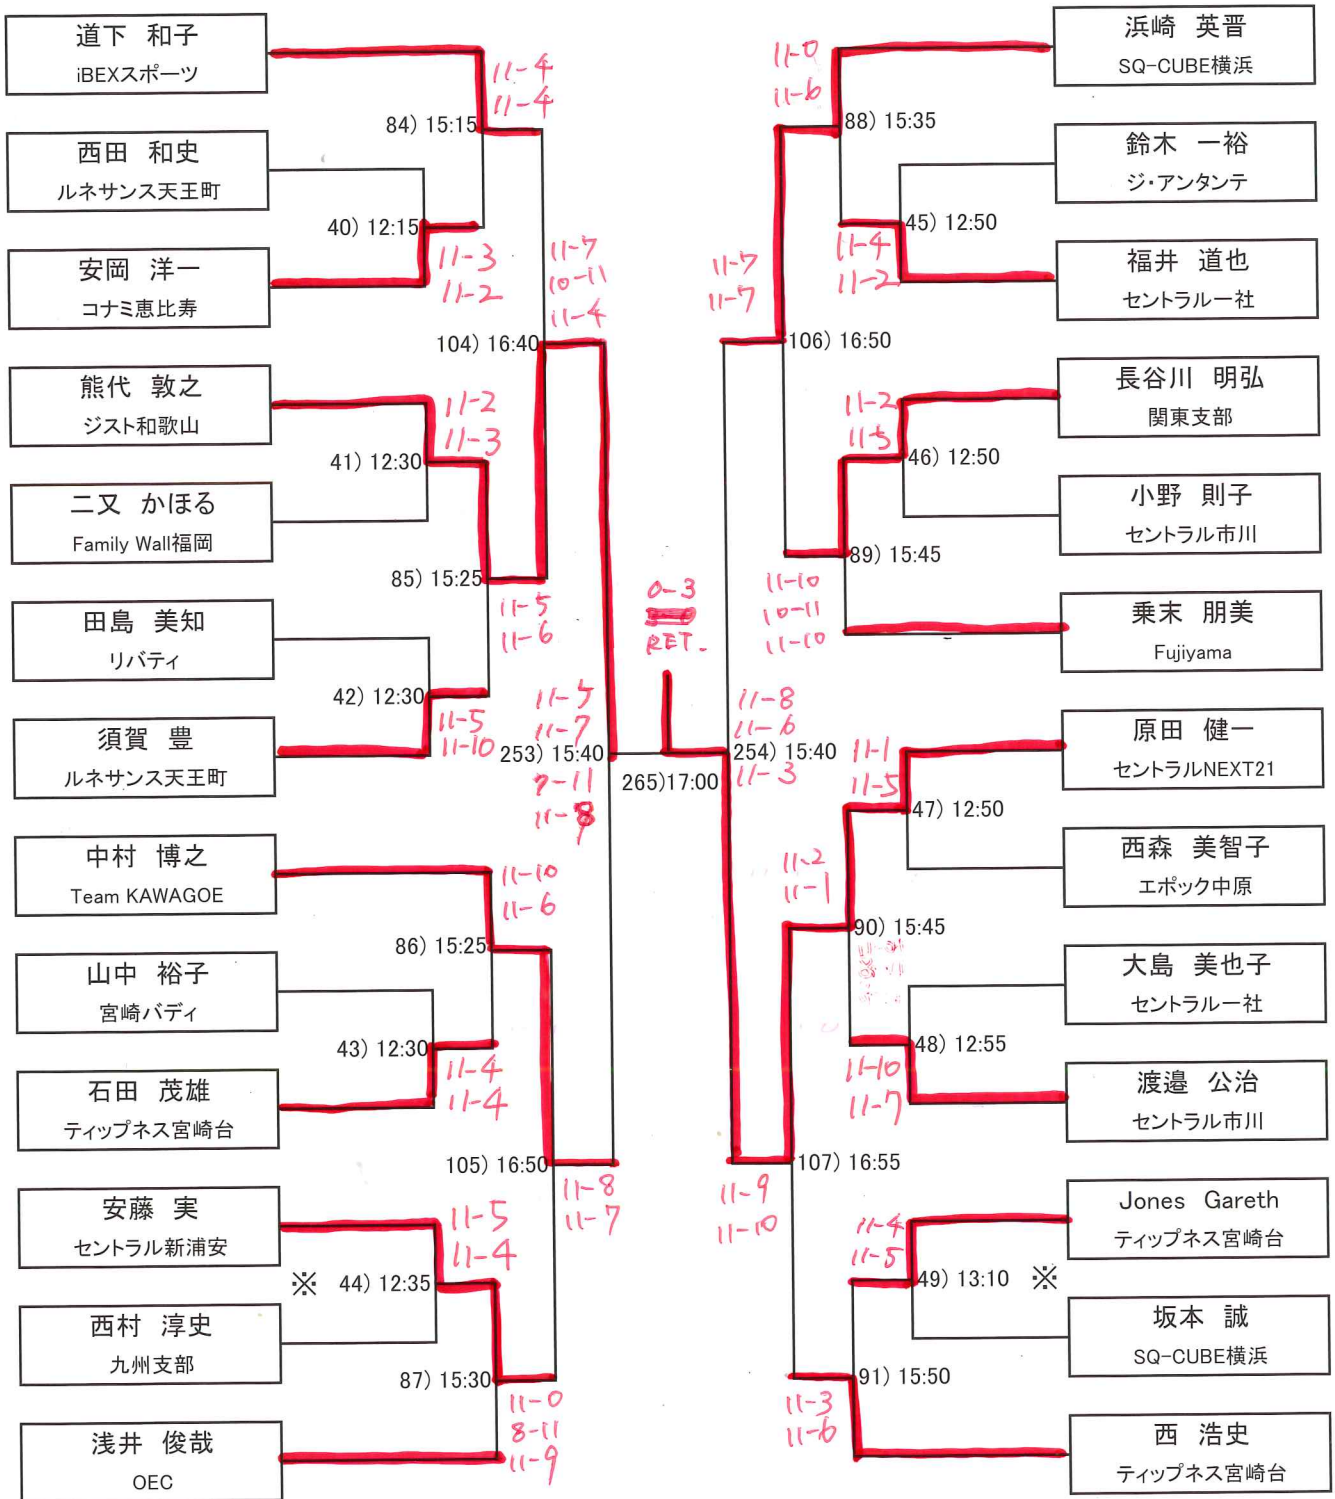 道下 和子
iBEXスポーツ
11-4
11-4
84) 15:15
西田 和史
ルネサンス天王町
40) 12:15
11-3
11-2
安岡 洋一
コナミ恵比寿
11-7
10-11
11-4
104) 16:40
熊代 敦之
ジスト和歌山
11-2
11-3
41) 12:30
二又 かほる
Family Wall福岡
85) 15:25
11-5
11-6
田島 美知
リバティ
42) 12:30
11-5
11-10
須賀 豊
ルネサンス天王町
11-5
11-7
253) 15:40
7-11
11-9
中村 博之
Team KAWAGOE
11-10
11-6
86) 15:25
山中 裕子
宮崎バディ
43) 12:30
11-4
11-4
石田 茂雄
ティップネス宮崎台
105) 16:50
11-8
11-7
安藤 実
セントラル新浦安
11-5
11-4
※ 44) 12:35
西村 淳史
九州支部
87) 15:30
11-0
8-11
11-9
浅井 俊哉
OEC
0-3
RET.
265)17:00
浜崎 英晋
SQ-CUBE横浜
11-0
11-6
88) 15:35
鈴木 一裕
ジ・アンタンテ
45) 12:50
11-4
11-2
福井 道也
セントラル一社
11-7
11-7
106) 16:50
長谷川 明弘
関東支部
11-2
11-5
46) 12:50
小野 則子
セントラル市川
89) 15:45
11-10
10-11
11-10
乗末 朋美
Fujiyama
11-8
11-6
254) 15:40
11-3
原田 健一
セントラルNEXT21
11-1
11-5
47) 12:50
西森 美智子
エポック中原
11-2
11-1
90) 15:45
大島 美也子
セントラル一社
48) 12:55
11-10
11-7
渡邉 公治
セントラル市川
107) 16:55
11-9
11-10
Jones Gareth
ティップネス宮崎台
11-4
11-5
49) 13:10 ※
坂本 誠
SQ-CUBE横浜
91) 15:50
11-3
11-6
西 浩史
ティップネス宮崎台